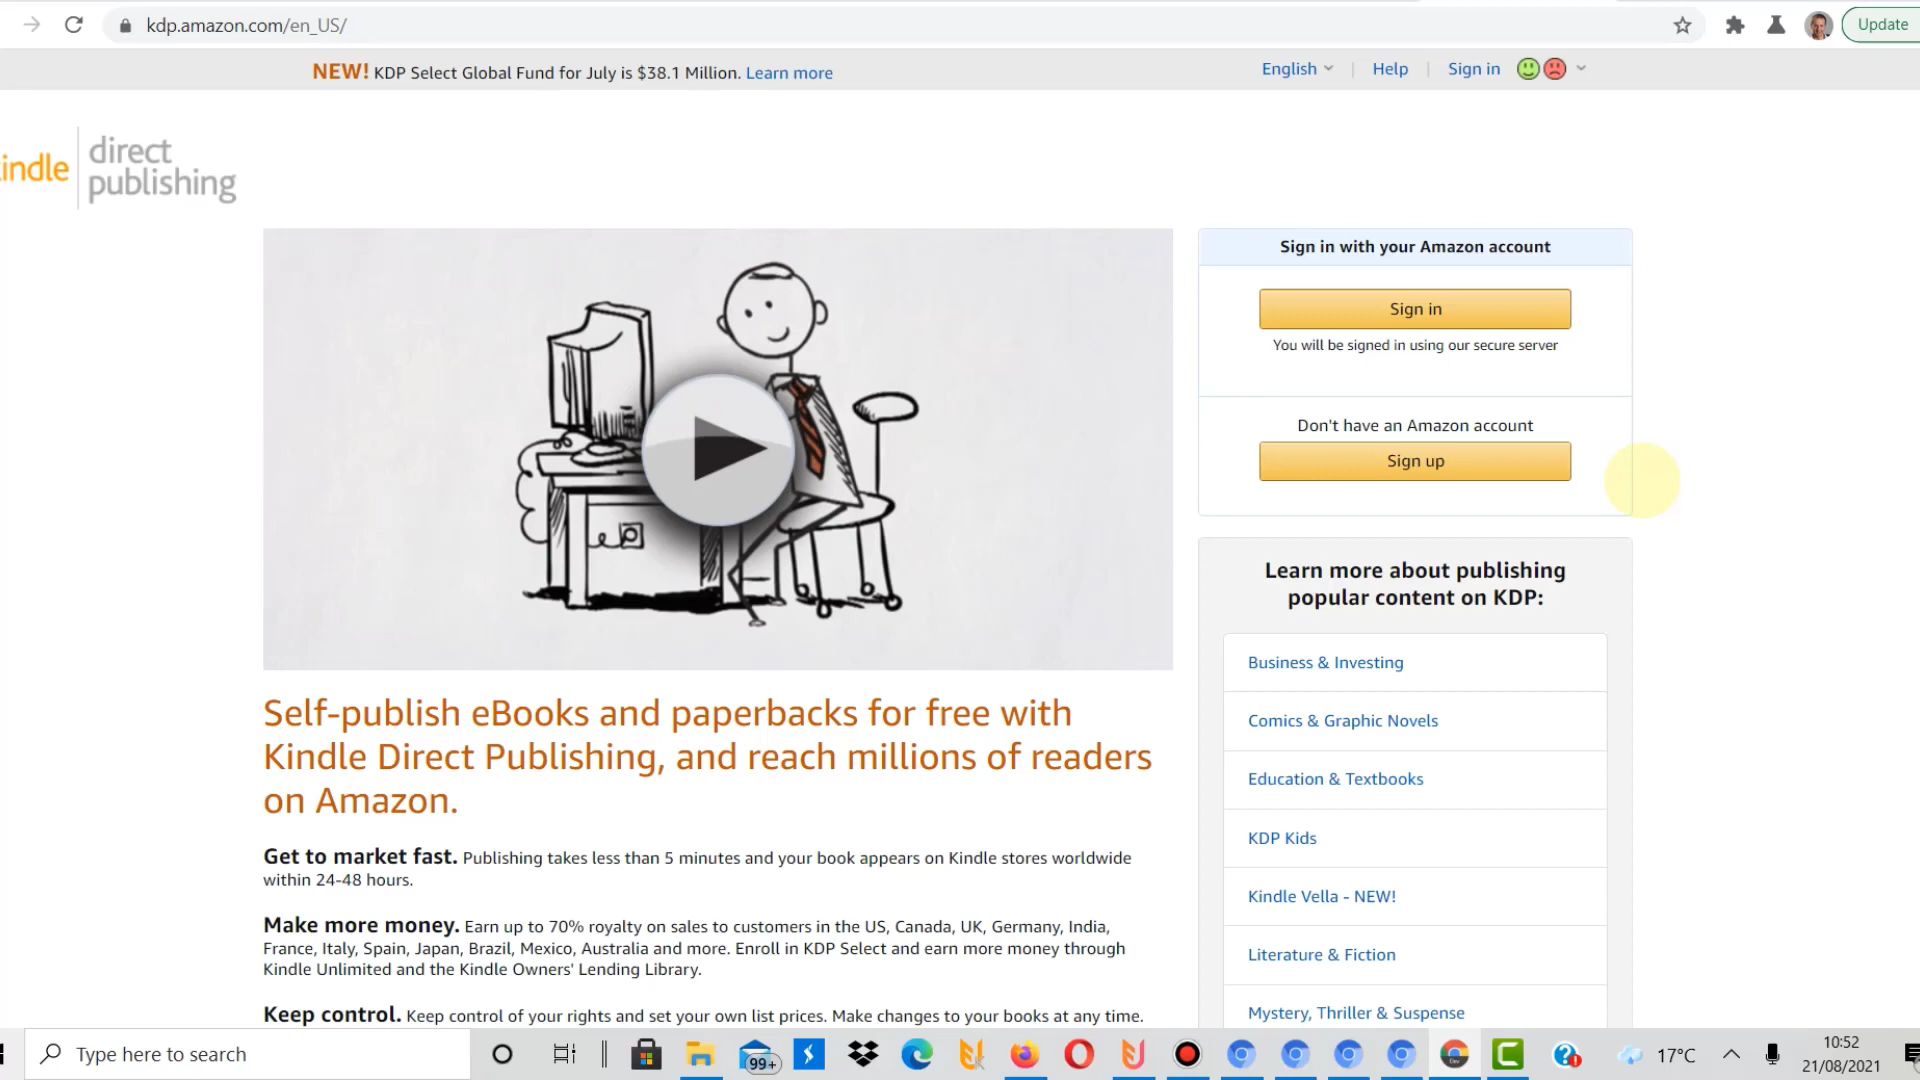 kdp.amazon.com/en_US/
Update
NEW! KDP Select Global Fund for July is $38.1 Million. Learn more
English
Help
Sign in
indle
direct
publishing
Sign in with your Amazon account
Sign in
You will be signed in using our secure server
Don't have an Amazon account
Sign up
Learn more about publishing
popular content on KDP:
Business & Investing
Comics & Graphic Novels
Education & Textbooks
KDP Kids
Kindle Vella - NEW!
Literature & Fiction
Mystery, Thriller & Suspense
Self-publish eBooks and paperbacks for free with
Kindle Direct Publishing, and reach millions of readers
on Amazon.
Get to market fast. Publishing takes less than 5 minutes and your book appears on Kindle stores worldwide
within 24-48 hours.
Make more money. Earn up to 70% royalty on sales to customers in the US, Canada, UK, Germany, India,
France, Italy, Spain, Japan, Brazil, Mexico, Australia and more. Enroll in KDP Select and earn more money through
Kindle Unlimited and the Kindle Owners' Lending Library.
Keep control. Keep control of your rights and set your own list prices. Make changes to your books at any time.
Type here to search
99+
Dev
17°C
10:52
21/08/2021